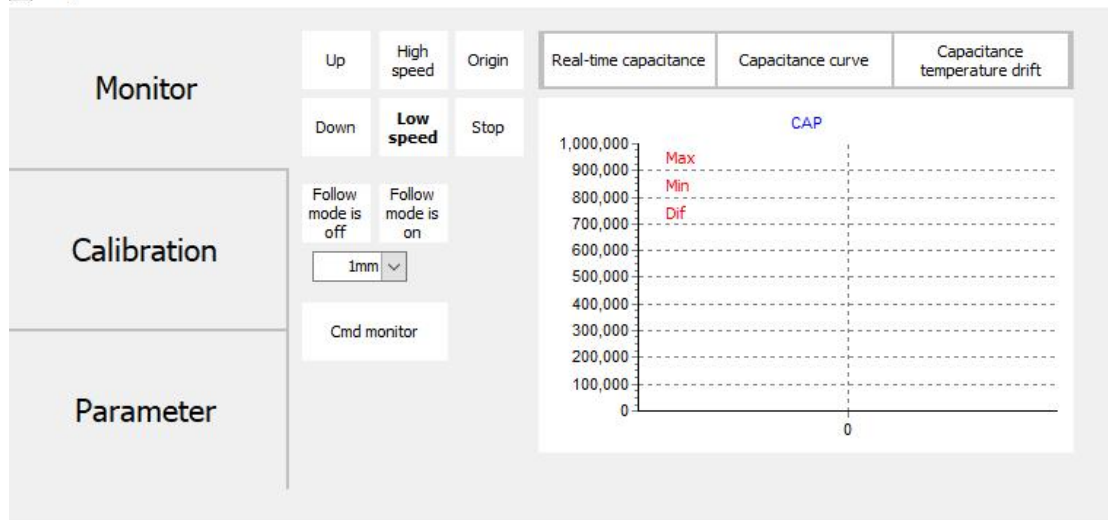 Monitor
Calibration
Parameter
Up
High
speed
Origin
Down
Low
speed
Stop
Follow
mode is
off
Follow
mode is
on
1mm
Cmd monitor
Real-time capacitance
Capacitance curve
Capacitance
temperature drift
CAP
Max
Min
Dif
1,000,000
900,000
800,000
700,000
600,000
500,000
400,000
300,000
200,000
100,000
0
0